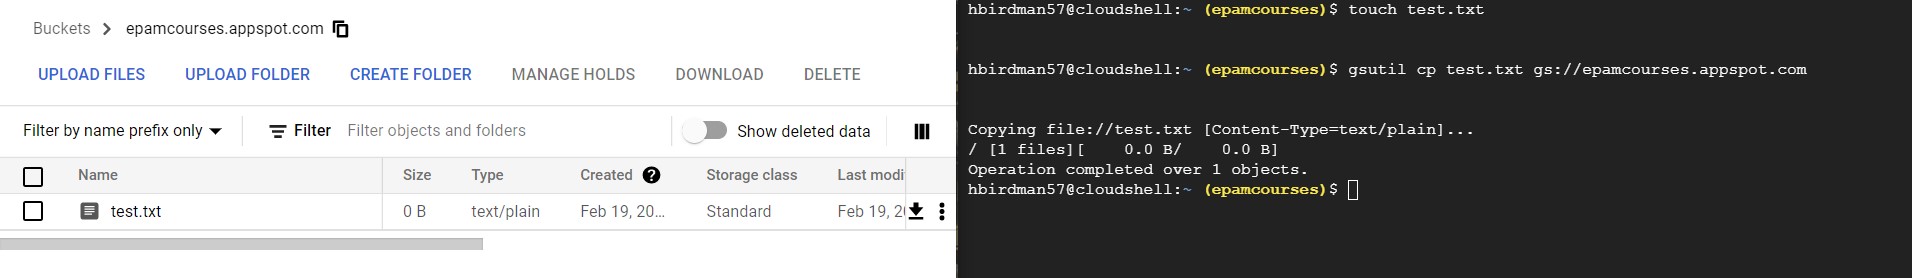 Buckets > epamcourses.appspot.com
UPLOAD FILES UPLOAD FOLDER CREATE FOLDER MANAGE HOLDS DOWNLOAD DELETE
Filter by name prefix only Filter Filter objects and folders Show deleted data
Name Size Type Created Storage class Last modi
test.txt 0 B text/plain Feb 19, 20... Standard Feb 19, 20
hbirdman57@cloudshell:~ (epamcourses)$ touch test.txt
hbirdman57@cloudshell:~ (epamcourses)$ gsutil cp test.txt gs://epamcourses.appspot.com
Copying file://test.txt [Content-Type=text/plain]...
/ [1 files][    0.0 B/    0.0 B]
Operation completed over 1 objects.
hbirdman57@cloudshell:~ (epamcourses)$